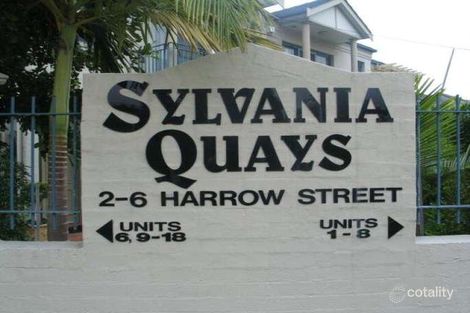 SYLVANIA
QUAYS
2-6 HARROW STREET
UNITS
6, 9-18
UNITS
1-8
cotality